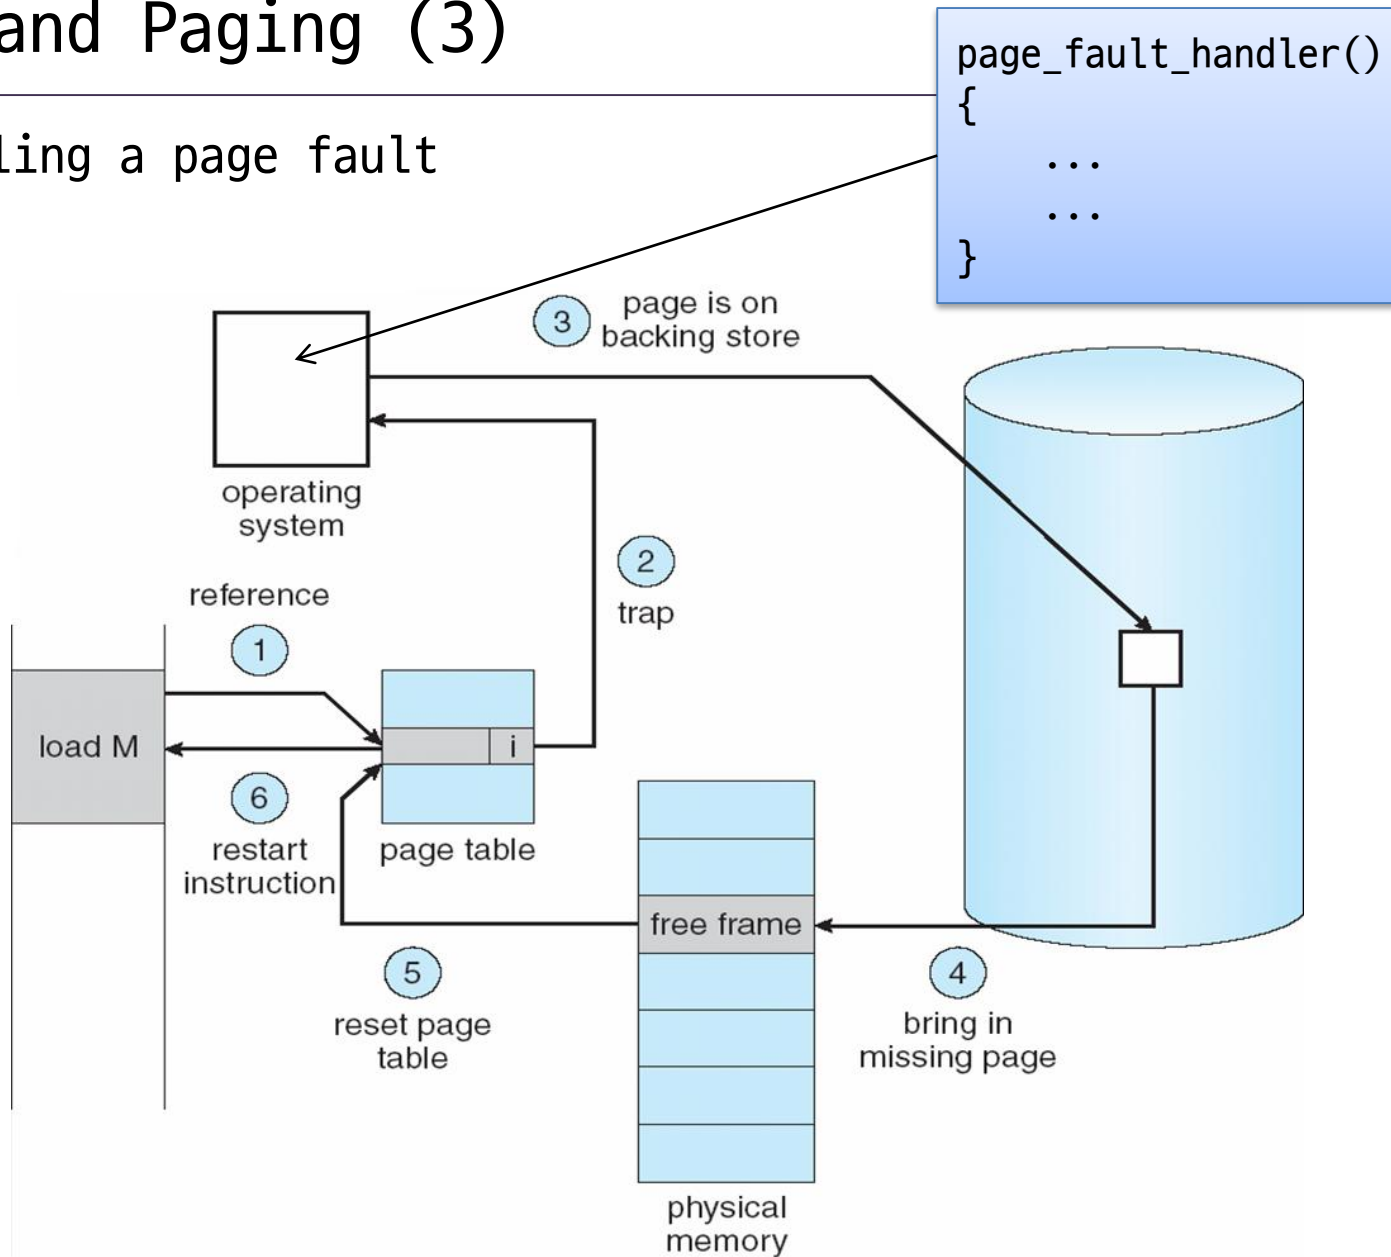 and Paging (3)
page_fault_handler()
{
...
...
}
ling a page fault
3
page is on
backing store
operating
system
2
trap
reference
1
load M
i
6
restart
instruction
page table
free frame
5
reset page
table
4
bring in
missing page
physical
memory